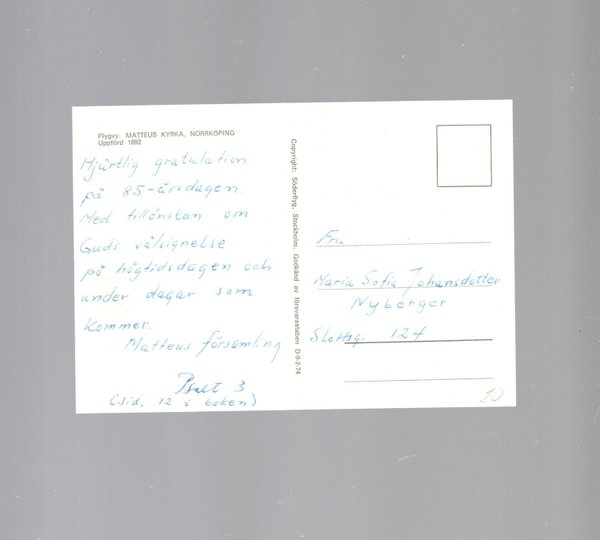 Flygvy: MATTEUS KYRKA, NORRKÖPING
Uppförd 1892
Hjärtlig gratulation
på 85-årsdagen.
Med tillönskan om
Guds välsignelse
på högtidsdagen och
under dagar som
kommer.
Matteus församling
Psalt 3
(sid. 12 i boken).
Copyright: Söderflyg, Stockholm. Godkänd av försvarsstaben D-9-2-74
Fru
Maria Sofia Johansdotter
Nyberger
Slottsg. 124
20